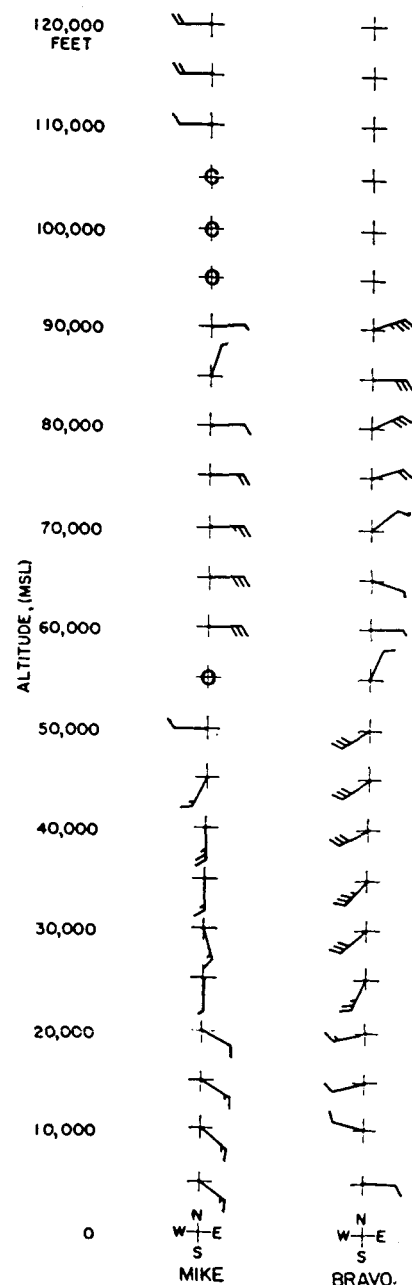 120,000
FEET
110,000
100,000
90,000
80,000
70,000
ALTITUDE, (MSL)
60,000
50,000
40,000
30,000
20,000
10,000
0
N
W E
S
MIKE
N
W E
S
BRAVO.